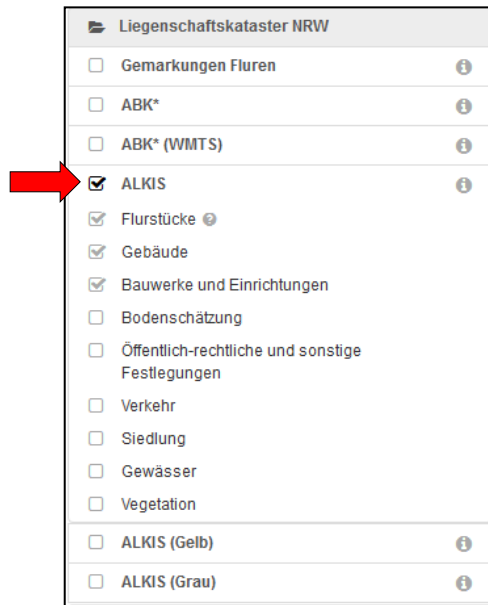 Liegenschaftskataster NRW
Gemarkungen Fluren
ABK*
ABK* (WMTS)
ALKIS
Flurstücke
Gebäude
Bauwerke und Einrichtungen
Bodenschätzung
Öffentlich-rechtliche und sonstige
Festlegungen
Verkehr
Siedlung
Gewässer
Vegetation
ALKIS (Gelb)
ALKIS (Grau)